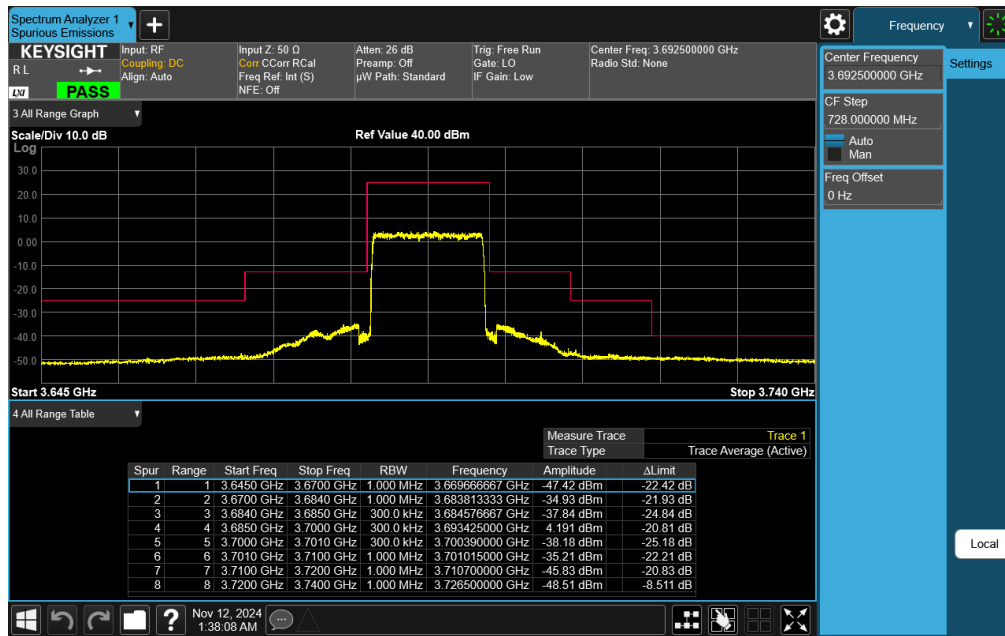 Spectrum Analyzer 1
Spurious Emissions
Frequency
KEYSIGHT Input: RF Input Z: 50 Ω Atten: 26 dB Trig: Free Run Center Freq: 3.692500000 GHz
R L Coupling: DC Corr CCorr RCal Preamp: Off Gate: LO Radio Std: None
Align: Auto Freq Ref: Int (S) µW Path: Standard IF Gain: Low
LXI PASS NFE: Off
Center Frequency
3.692500000 GHz
Settings
CF Step
728.000000 MHz
Auto
Man
Freq Offset
0 Hz
3 All Range Graph
Scale/Div 10.0 dB Ref Value 40.00 dBm
Log
30.0
20.0
10.0
0.00
-10.0
-20.0
-30.0
-40.0
-50.0
Start 3.645 GHz Stop 3.740 GHz
4 All Range Table
Measure Trace Trace 1
Trace Type Trace Average (Active)
Spur Range Start Freq Stop Freq RBW Frequency Amplitude ΔLimit
1 1 3.6450 GHz 3.6700 GHz 1.000 MHz 3.669666667 GHz -47.42 dBm -22.42 dB
2 2 3.6700 GHz 3.6840 GHz 1.000 MHz 3.683813333 GHz -34.93 dBm -21.93 dB
3 3 3.6840 GHz 3.6850 GHz 300.0 kHz 3.684576667 GHz -37.84 dBm -24.84 dB
4 4 3.6850 GHz 3.7000 GHz 300.0 kHz 3.693425000 GHz 4.191 dBm -20.81 dB
5 5 3.7000 GHz 3.7010 GHz 300.0 kHz 3.700390000 GHz -38.18 dBm -25.18 dB
6 6 3.7010 GHz 3.7100 GHz 1.000 MHz 3.701015000 GHz -35.21 dBm -22.21 dB
7 7 3.7100 GHz 3.7200 GHz 1.000 MHz 3.710700000 GHz -45.83 dBm -20.83 dB
8 8 3.7200 GHz 3.7400 GHz 1.000 MHz 3.726500000 GHz -48.51 dBm -8.511 dB
Local
Nov 12, 2024
1:38:08 AM